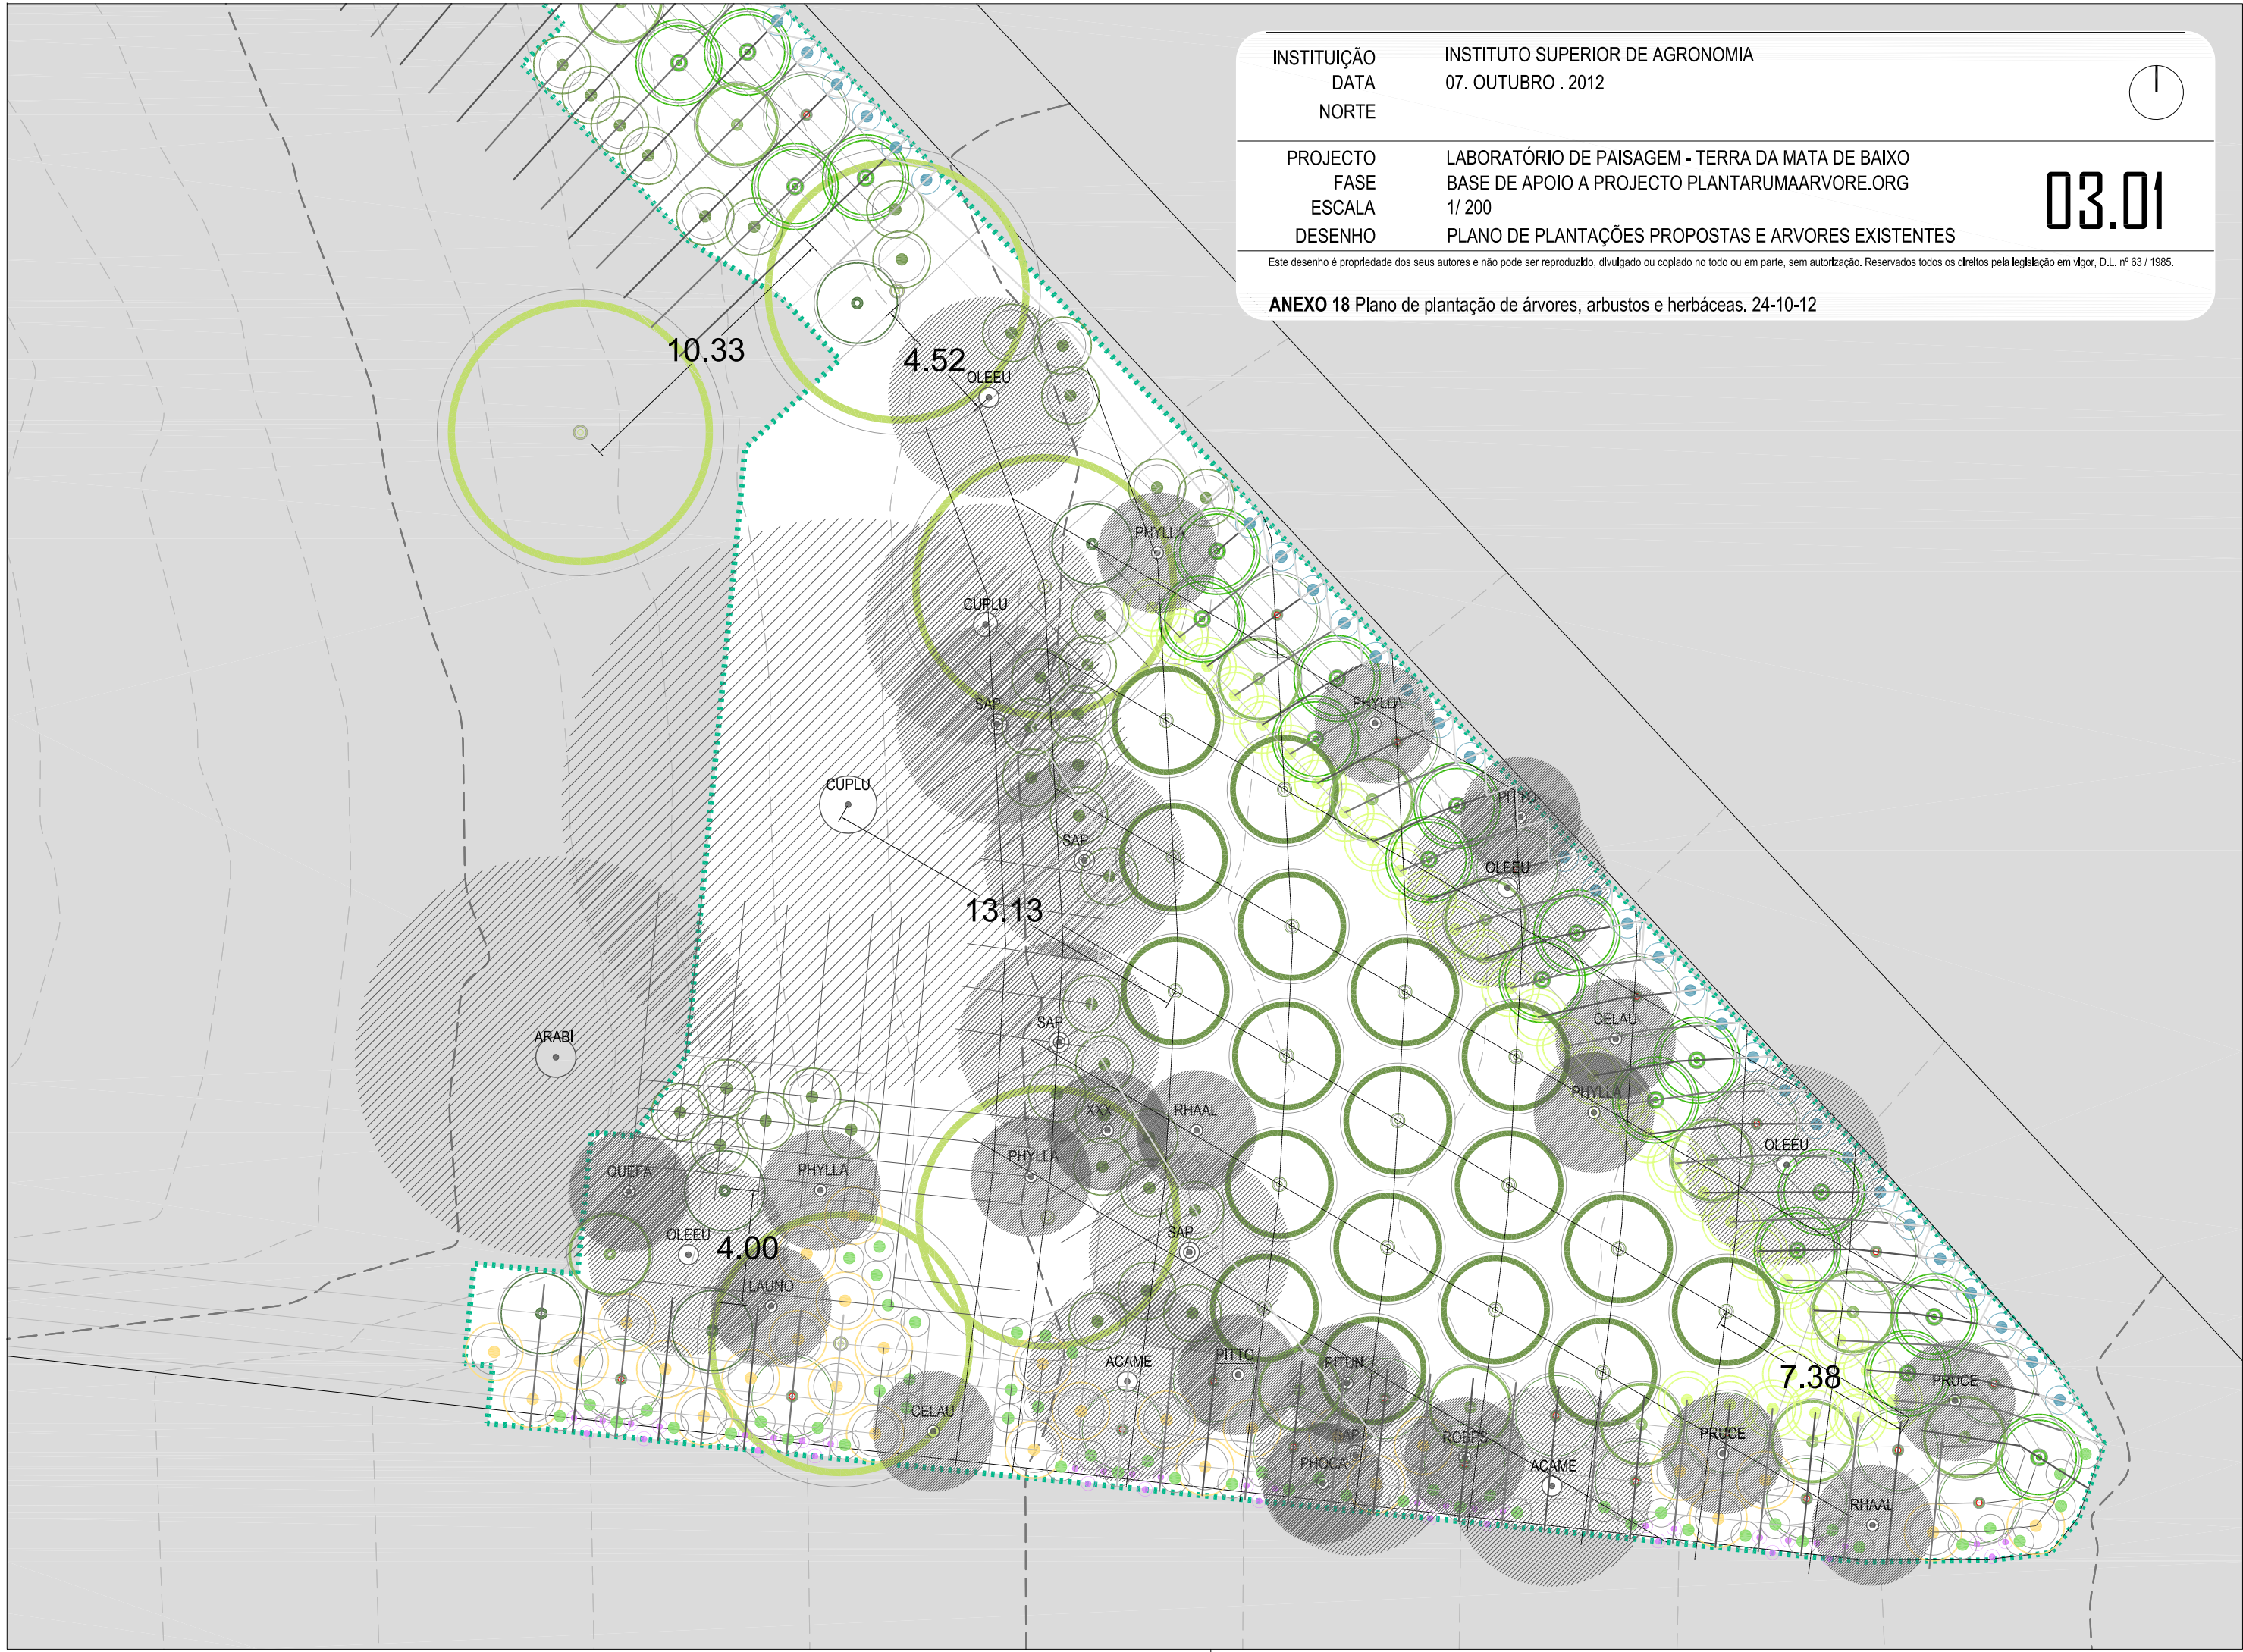 INSTITUIÇÃO INSTITUTO SUPERIOR DE AGRONOMIA
DATA 07. OUTUBRO . 2012
NORTE
PROJECTO LABORATÓRIO DE PAISAGEM - TERRA DA MATA DE BAIXO
FASE BASE DE APOIO A PROJECTO PLANTARUMAARVORE.ORG
ESCALA 1/ 200
DESENHO PLANO DE PLANTAÇÕES PROPOSTAS E ARVORES EXISTENTES
03.01
Este desenho é propriedade dos seus autores e não pode ser reproduzido, divulgado ou copiado no todo ou em parte, sem autorização. Reservados todos os direitos pela legislação em vigor, D.L. nº 63 / 1985.
ANEXO 18 Plano de plantação de árvores, arbustos e herbáceas. 24-10-12
10.33
4.52
OLEEU
PHYLLA
CUPLU
SAP
PHYLLA
CUPLU
PITTO
SAP
OLEEU
13.13
SAP
CELAU
ARABI
PHYLLA
XXX
RHAAL
OLEEU
PHYLLA
QUEFA
PHYLLA
SAP
OLEEU
4.00
LAUNO
ACAME
PITTO
PITUN
7.38
PRUCE
CELAU
SAP
ROBPS
PRUCE
PHOCA
ACAME
RHAAL